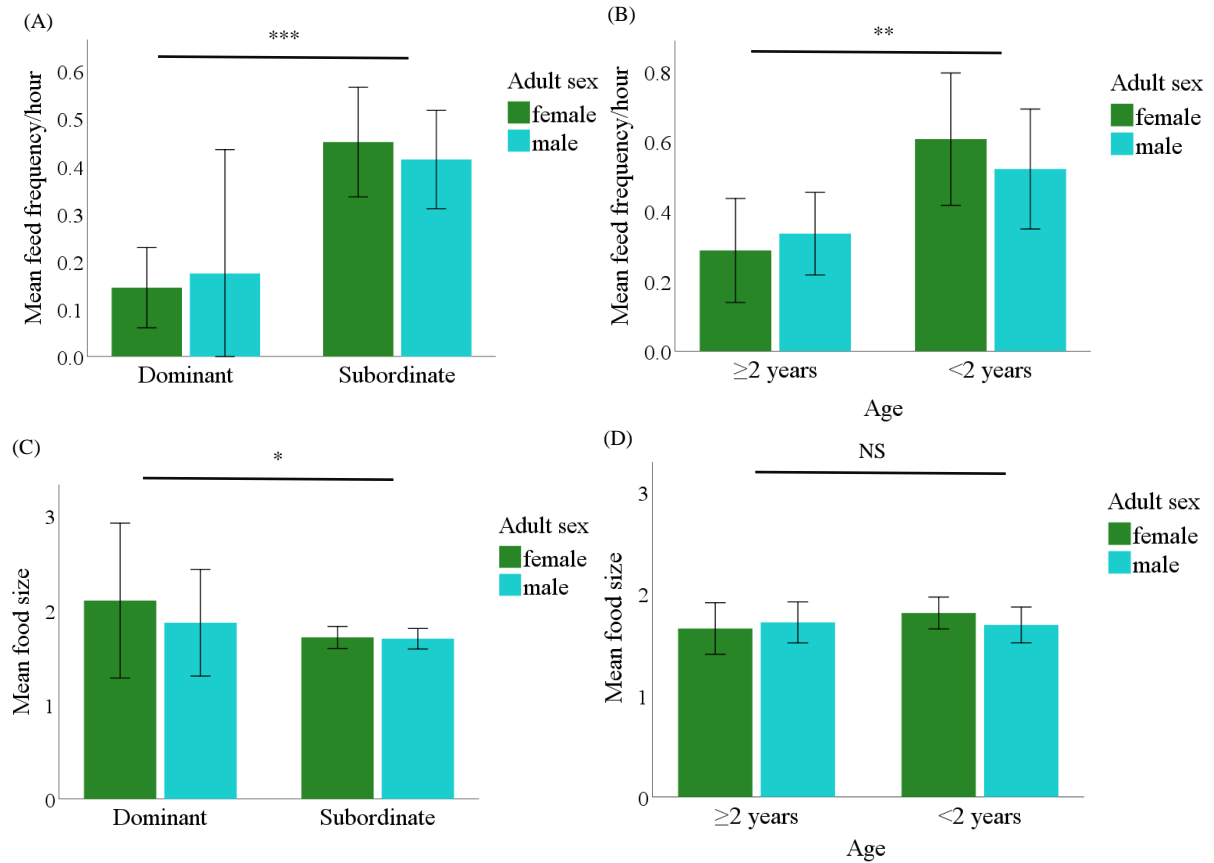 (A)
***
Mean feed frequency/hour
0.6
0.5
0.4
0.3
0.2
0.1
0.0
Dominant Subordinate
Adult sex
female
male
(B)
**
Mean feed frequency/hour
0.8
0.6
0.4
0.2
0.0
≥2 years <2 years
Age
Adult sex
female
male
(C)
*
Mean food size
3
2
1
0
Dominant Subordinate
Adult sex
female
male
(D)
NS
Mean food size
3
2
1
0
≥2 years <2 years
Age
Adult sex
female
male